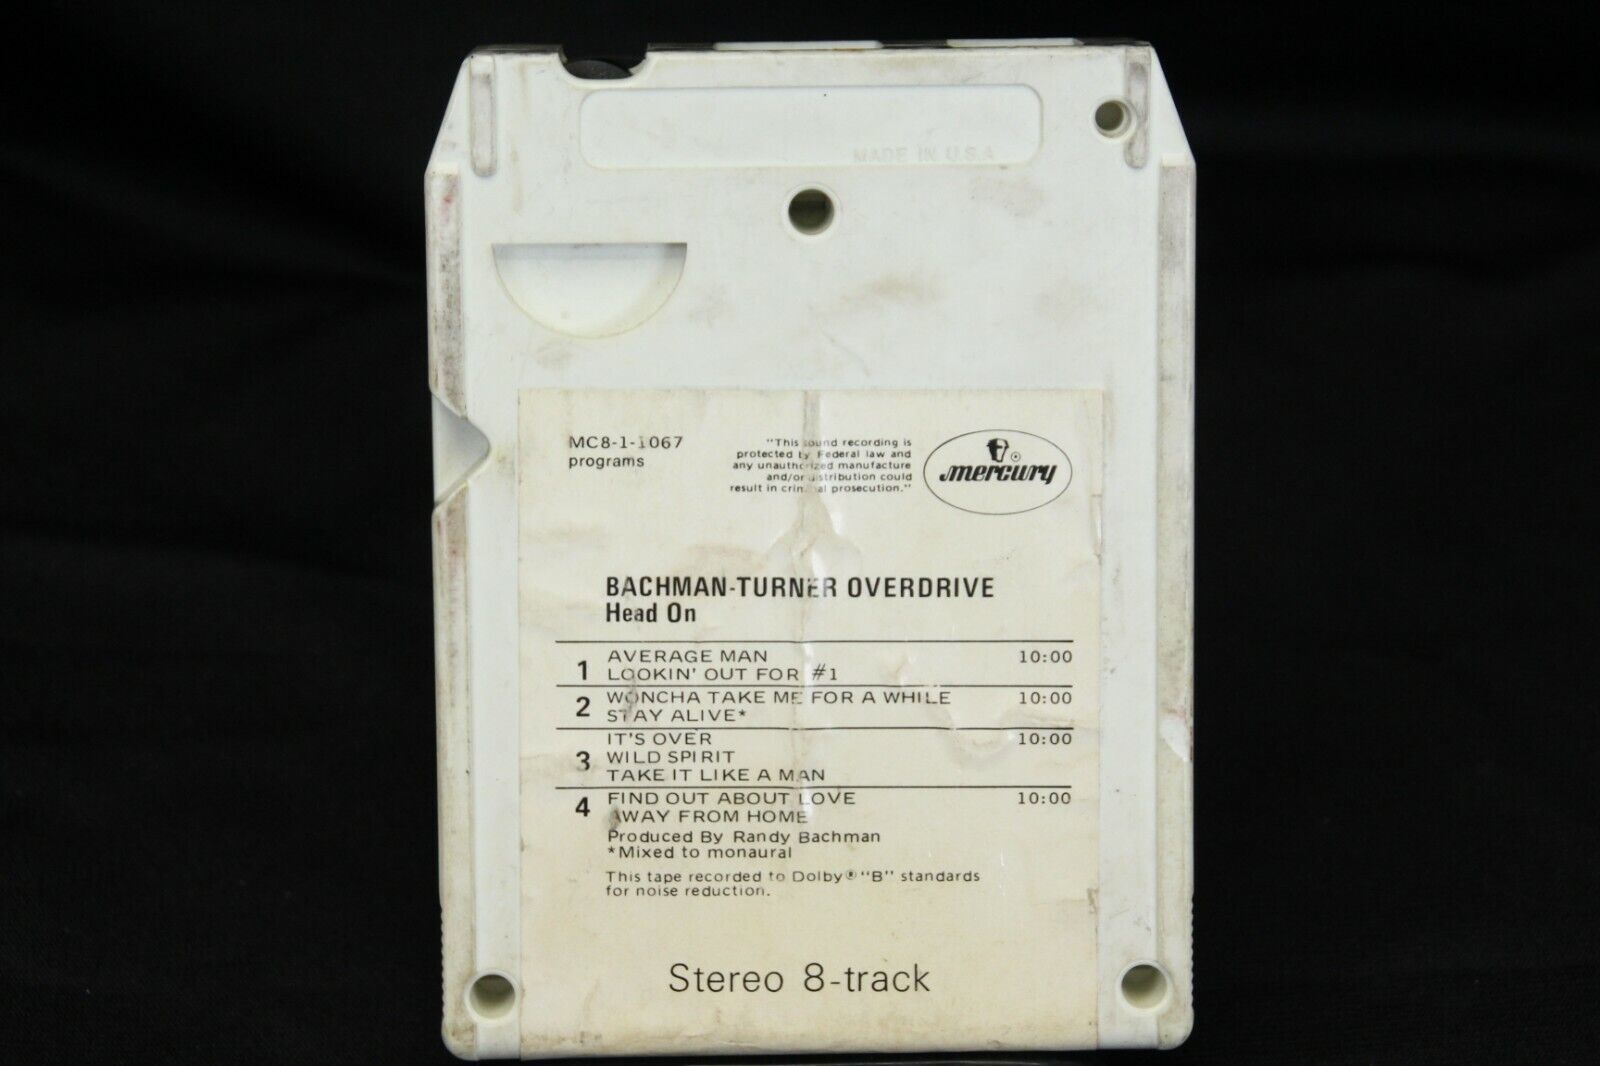 MADE IN U.S.A
MC8-1-1067
programs
"This sound recording is
protected by Federal law and
any unauthorized manufacture
and/or distribution could
result in criminal prosecution."
mercury
BACHMAN-TURNER OVERDRIVE
Head On
1 AVERAGE MAN 10:00
LOOKIN' OUT FOR #1
2 WONCHA TAKE ME FOR A WHILE 10:00
STAY ALIVE*
IT'S OVER 10:00
3 WILD SPIRIT
TAKE IT LIKE A MAN
4 FIND OUT ABOUT LOVE 10:00
AWAY FROM HOME
Produced By Randy Bachman
*Mixed to monaural
This tape recorded to Dolby® "B" standards
for noise reduction.
Stereo 8-track